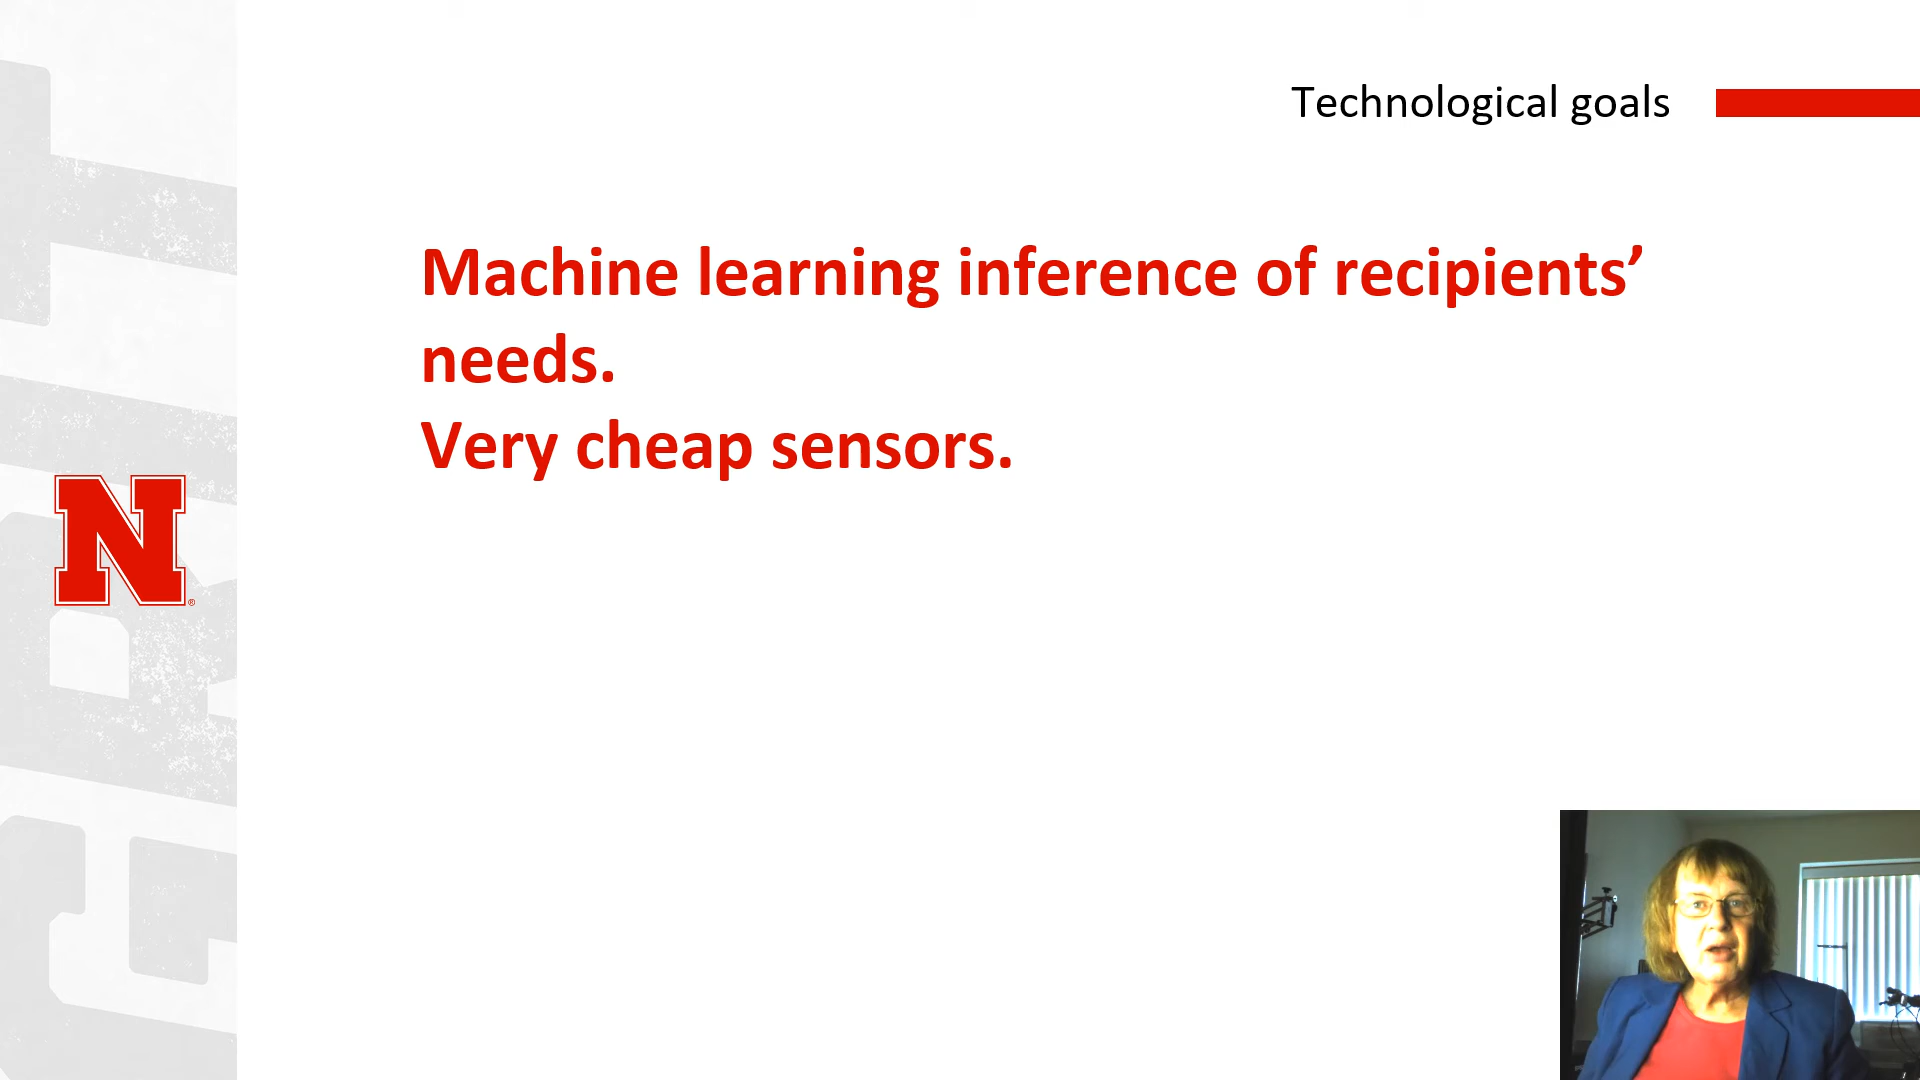 Technological goals
Machine learning inference of recipients’
needs.
Very cheap sensors.
N
®